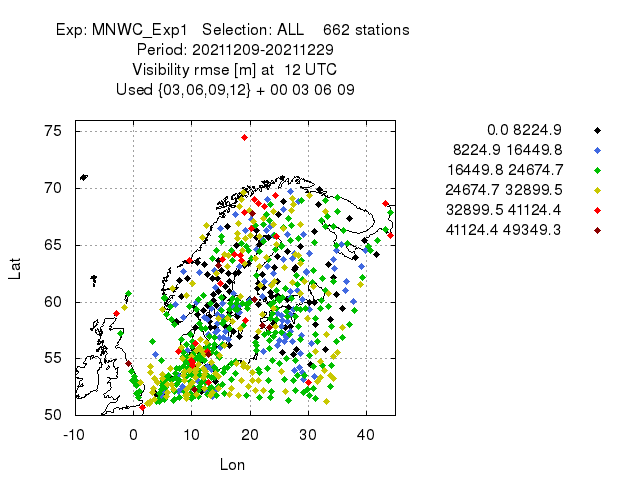 Exp: MNWC_Exp1   Selection: ALL    662 stations
Period: 20211209-20211229
Visibility rmse [m] at  12 UTC
Used {03,06,09,12} + 00 03 06 09
0.0 8224.9
8224.9 16449.8
16449.8 24674.7
24674.7 32899.5
32899.5 41124.4
41124.4 49349.3
75
70
65
60
55
50
Lat
-10 0 10 20 30 40
Lon